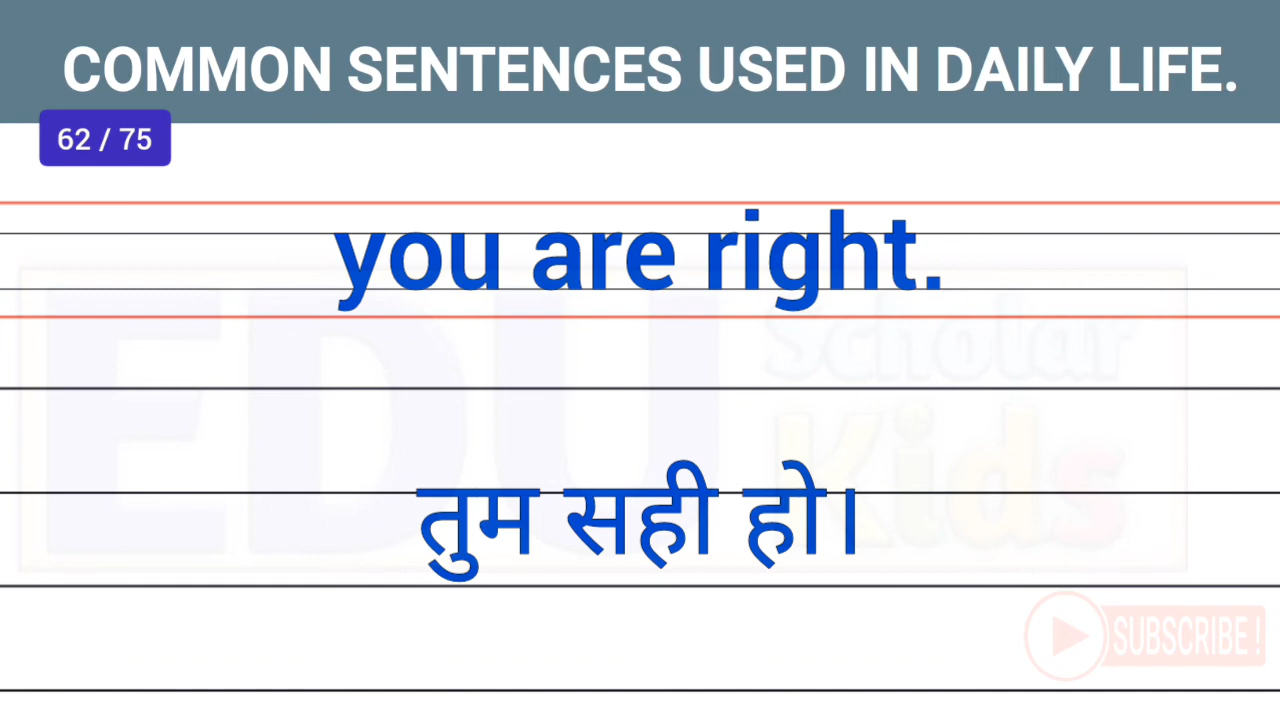 COMMON SENTENCES USED IN DAILY LIFE.
62 / 75
you are right.
EDU Scholar Kids
तुम सही हो।
SUBSCRIBE !